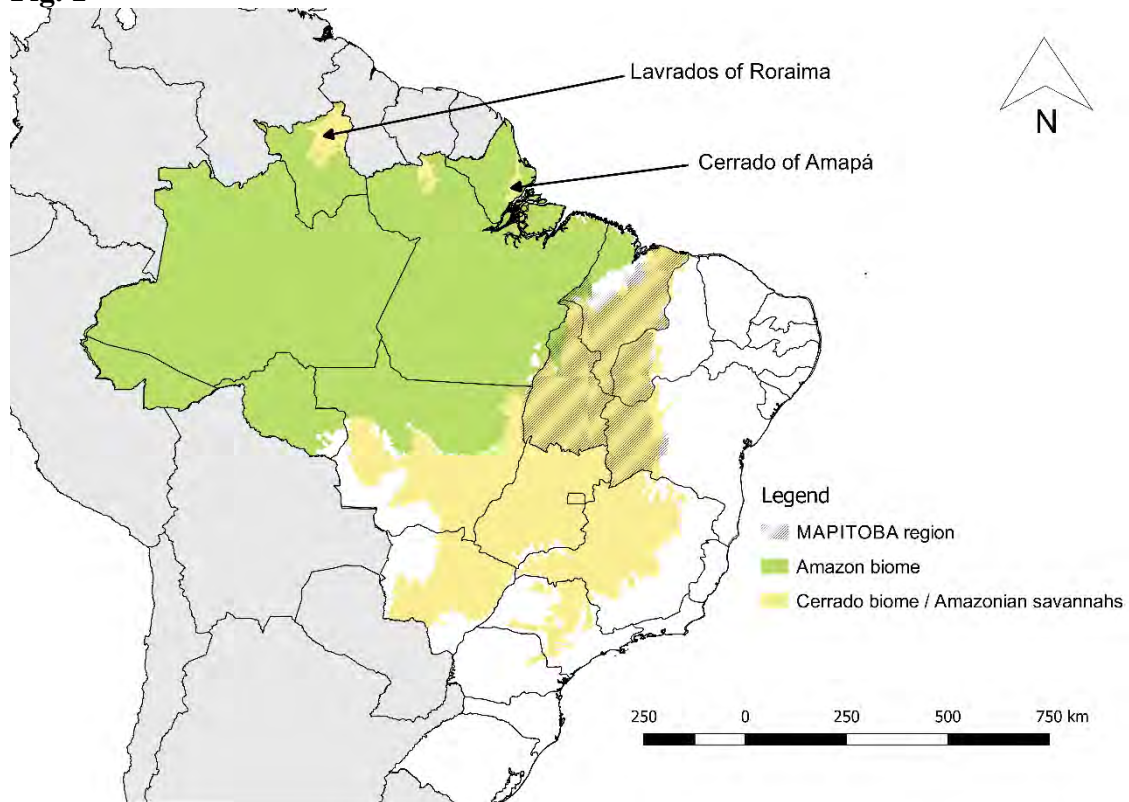 Lavrados of Roraima
N
Cerrado of Amapá
Legend
MAPITOBA region
Amazon biome
Cerrado biome / Amazonian savannahs
250 0 250 500 750 km